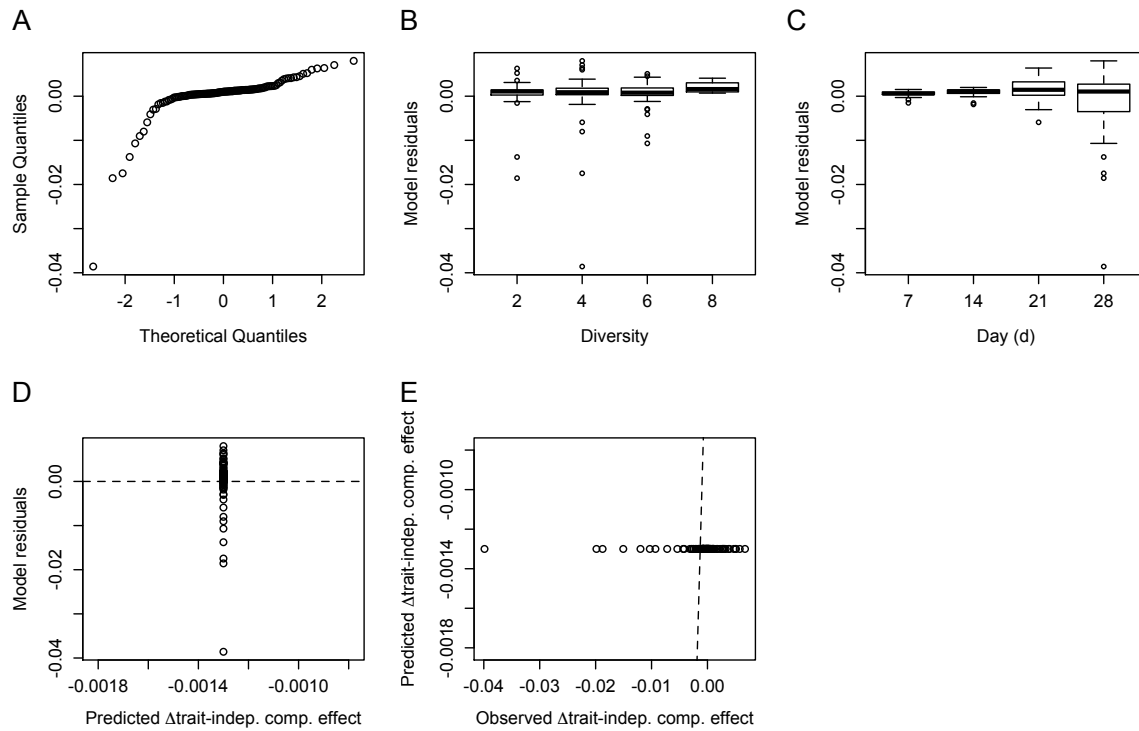 A
Sample Quantiles
0.00
-0.02
-0.04
-2
-1
0
1
2
Theoretical Quantiles
B
Model residuals
0.00
-0.02
-0.04
2
4
6
8
Diversity
C
Model residuals
0.00
-0.02
-0.04
7
14
21
28
Day (d)
D
Model residuals
0.00
-0.02
-0.04
-0.0018
-0.0014
-0.0010
Predicted Δtrait-indep. comp. effect
E
Predicted Δtrait-indep. comp. effect
-0.0010
-0.0014
-0.0018
-0.04
-0.03
-0.02
-0.01
0.00
Observed Δtrait-indep. comp. effect